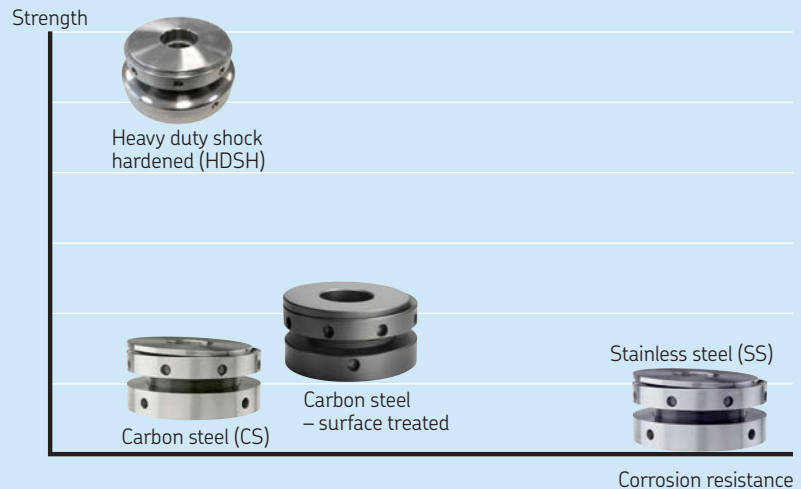 Strength
Heavy duty shock
hardened (HDSH)
Stainless steel (SS)
Carbon steel
– surface treated
Carbon steel (CS)
Corrosion resistance